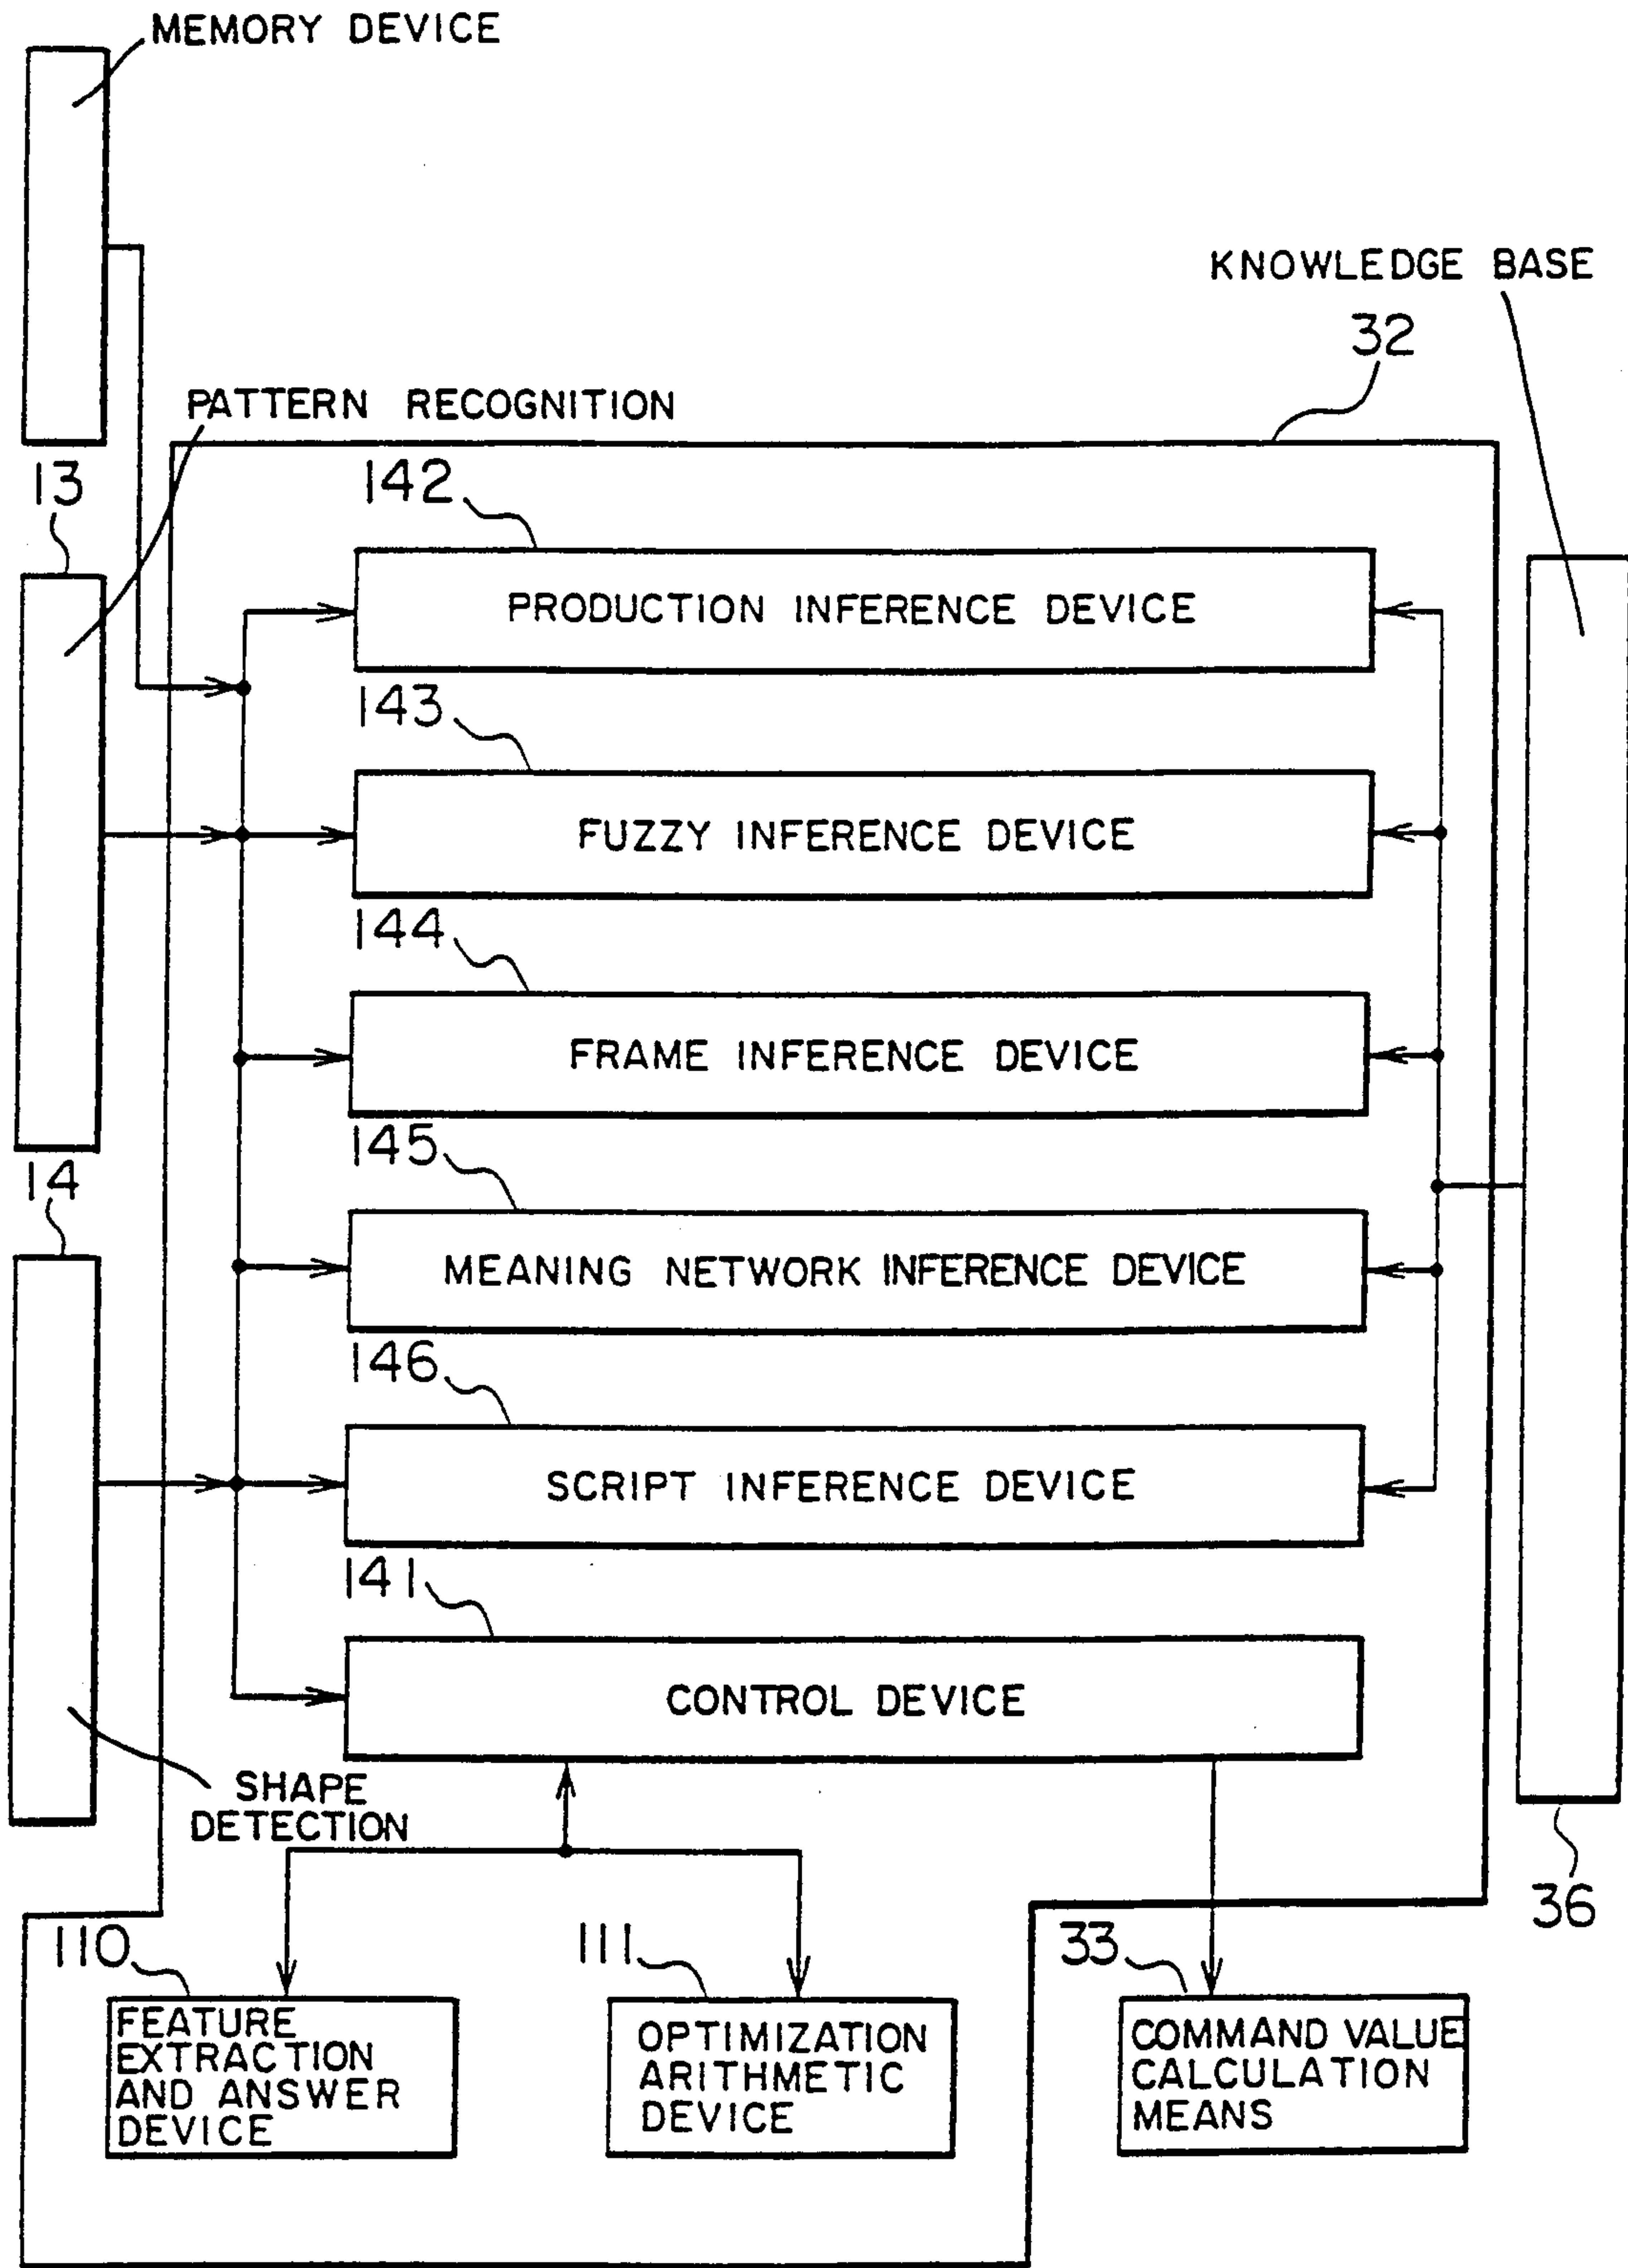 MEMORY DEVICE
KNOWLEDGE BASE
32
PATTERN RECOGNITION
13
142
PRODUCTION INFERENCE DEVICE
143
FUZZY INFERENCE DEVICE
144
FRAME INFERENCE DEVICE
14
145
MEANING NETWORK INFERENCE DEVICE
146
SCRIPT INFERENCE DEVICE
141
CONTROL DEVICE
SHAPE
DETECTION
36
110
FEATURE
EXTRACTION
AND ANSWER
DEVICE
111
OPTIMIZATION
ARITHMETIC
DEVICE
33
COMMAND VALUE
CALCULATION
MEANS